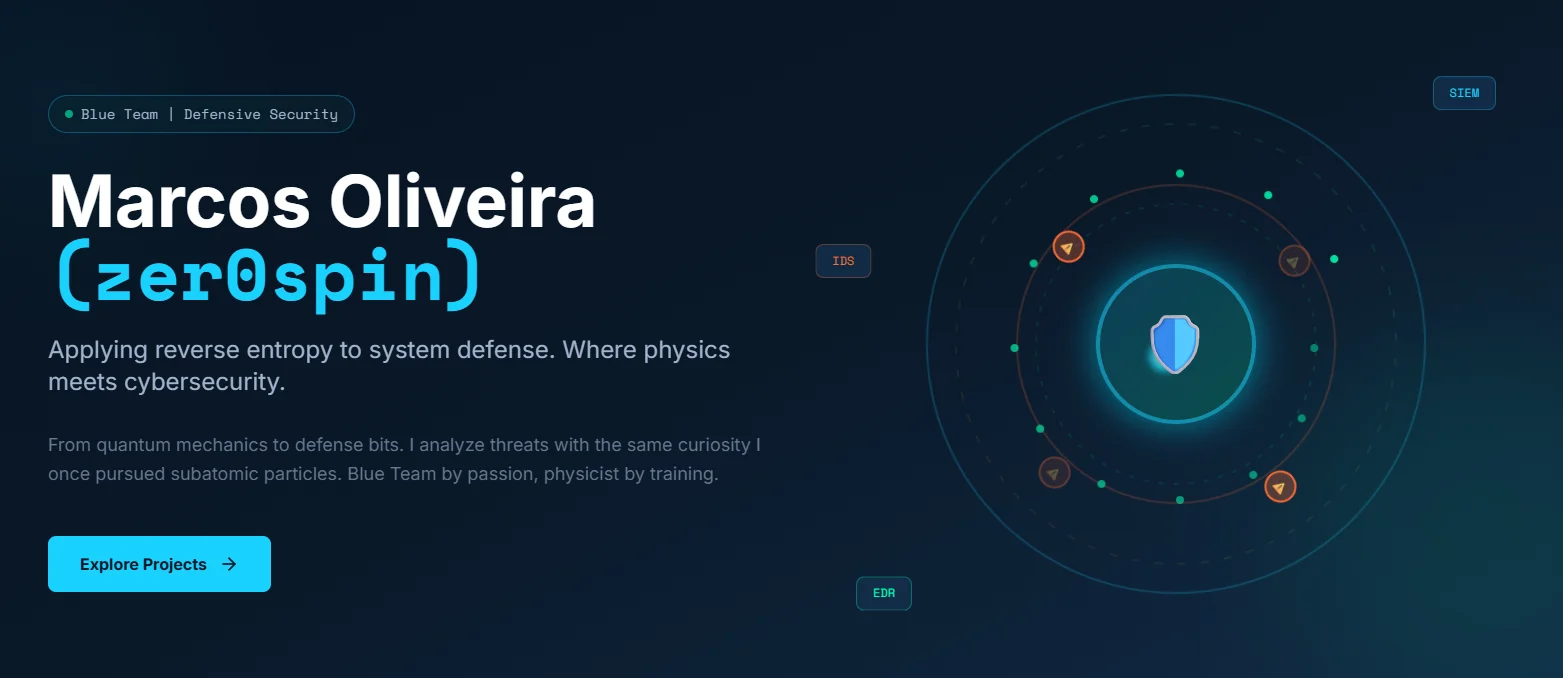 Blue Team | Defensive Security
Marcos Oliveira
(zer0spin)
Applying reverse entropy to system defense. Where physics
meets cybersecurity.
From quantum mechanics to defense bits. I analyze threats with the same curiosity I
once pursued subatomic particles. Blue Team by passion, physicist by training.
Explore Projects →
SIEM
IDS
EDR